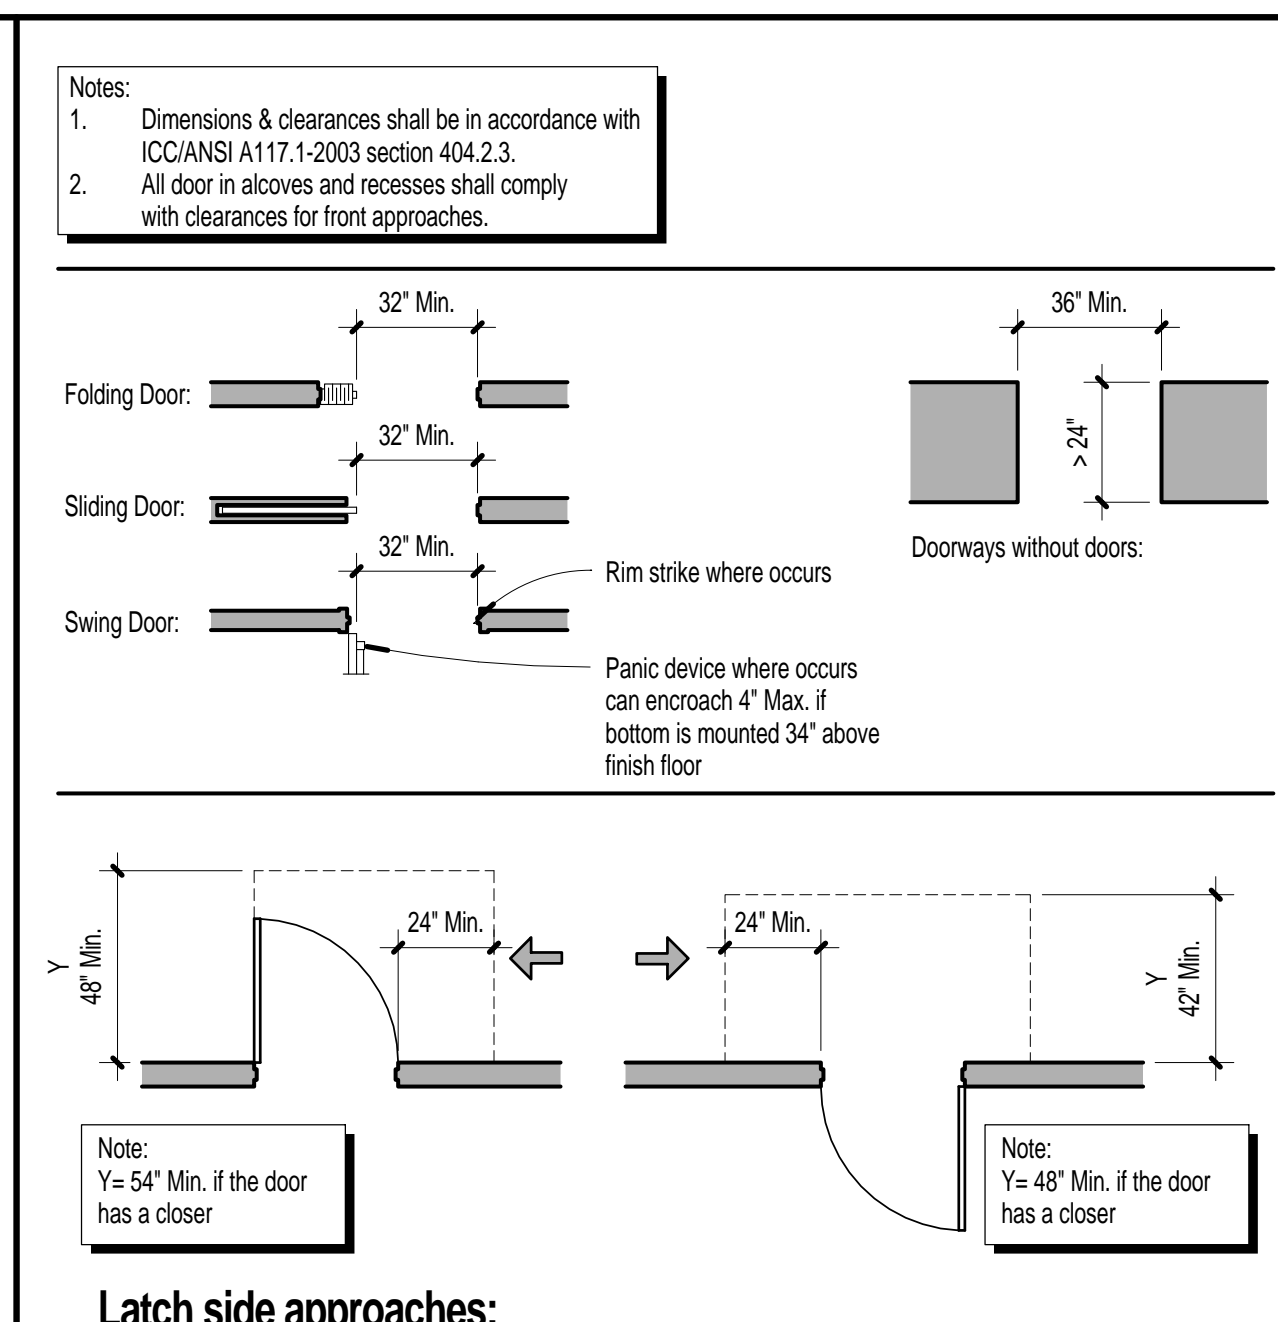 Notes:
1. Dimensions & clearances shall be in accordance with
ICC/ANSI A117.1-2003 section 404.2.3.
2. All door in alcoves and recesses shall comply
with clearances for front approaches.
32" Min.
36" Min.
Folding Door:
> 24"
32" Min.
Sliding Door:
Doorways without doors:
32" Min.
Rim strike where occurs
Swing Door:
Panic device where occurs
can encroach 4" Max. if
bottom is mounted 34" above
finish floor
Y
48" Min.
24" Min.
24" Min.
Y
42" Min.
Note:
Y= 54" Min. if the door
has a closer
Note:
Y= 48" Min. if the door
has a closer
Latch side approaches: